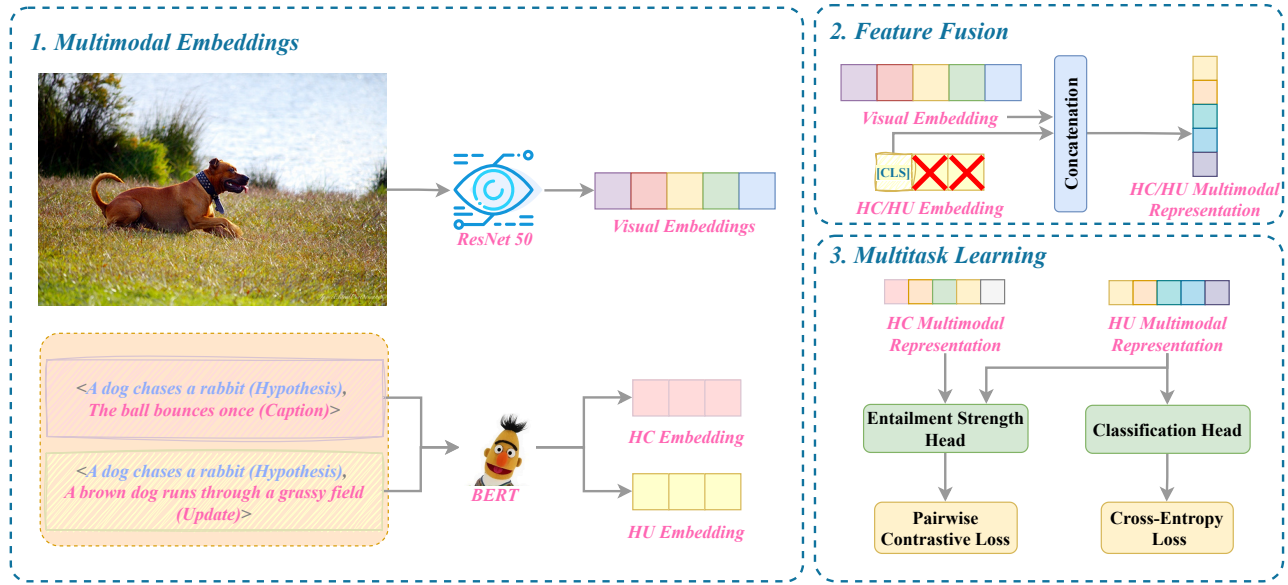 1. Multimodal Embeddings
ResNet 50
Visual Embeddings
<A dog chases a rabbit (Hypothesis),
The ball bounces once (Caption)>
<A dog chases a rabbit (Hypothesis),
A brown dog runs through a grassy field
(Update)>
BERT
HC Embedding
HU Embedding
2. Feature Fusion
Visual Embedding
[CLS]
HC/HU Embedding
Concatenation
HC/HU Multimodal
Representation
3. Multitask Learning
HC Multimodal
Representation
HU Multimodal
Representation
Entailment Strength
Head
Classification Head
Pairwise
Contrastive Loss
Cross-Entropy
Loss